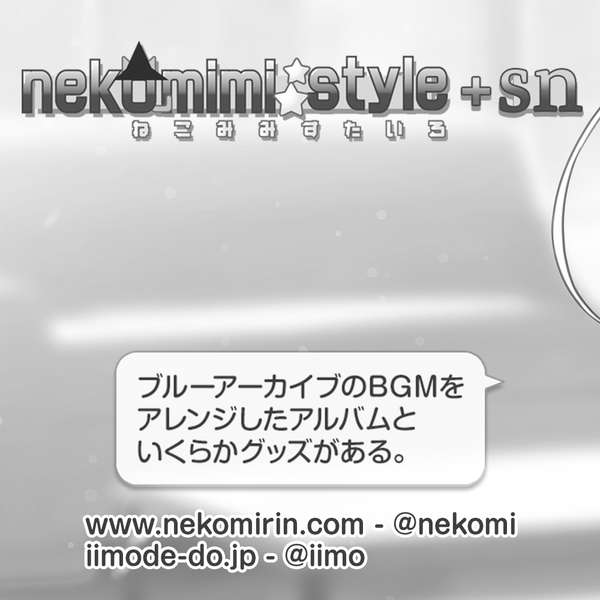 nekomimi☆style + sn
ねこみみすたいる
ブルーアーカイブのBGMを
アレンジしたアルバムと
いくらかグッズがある。
www.nekomirin.com - @nekomi
iimode-do.jp - @iimo